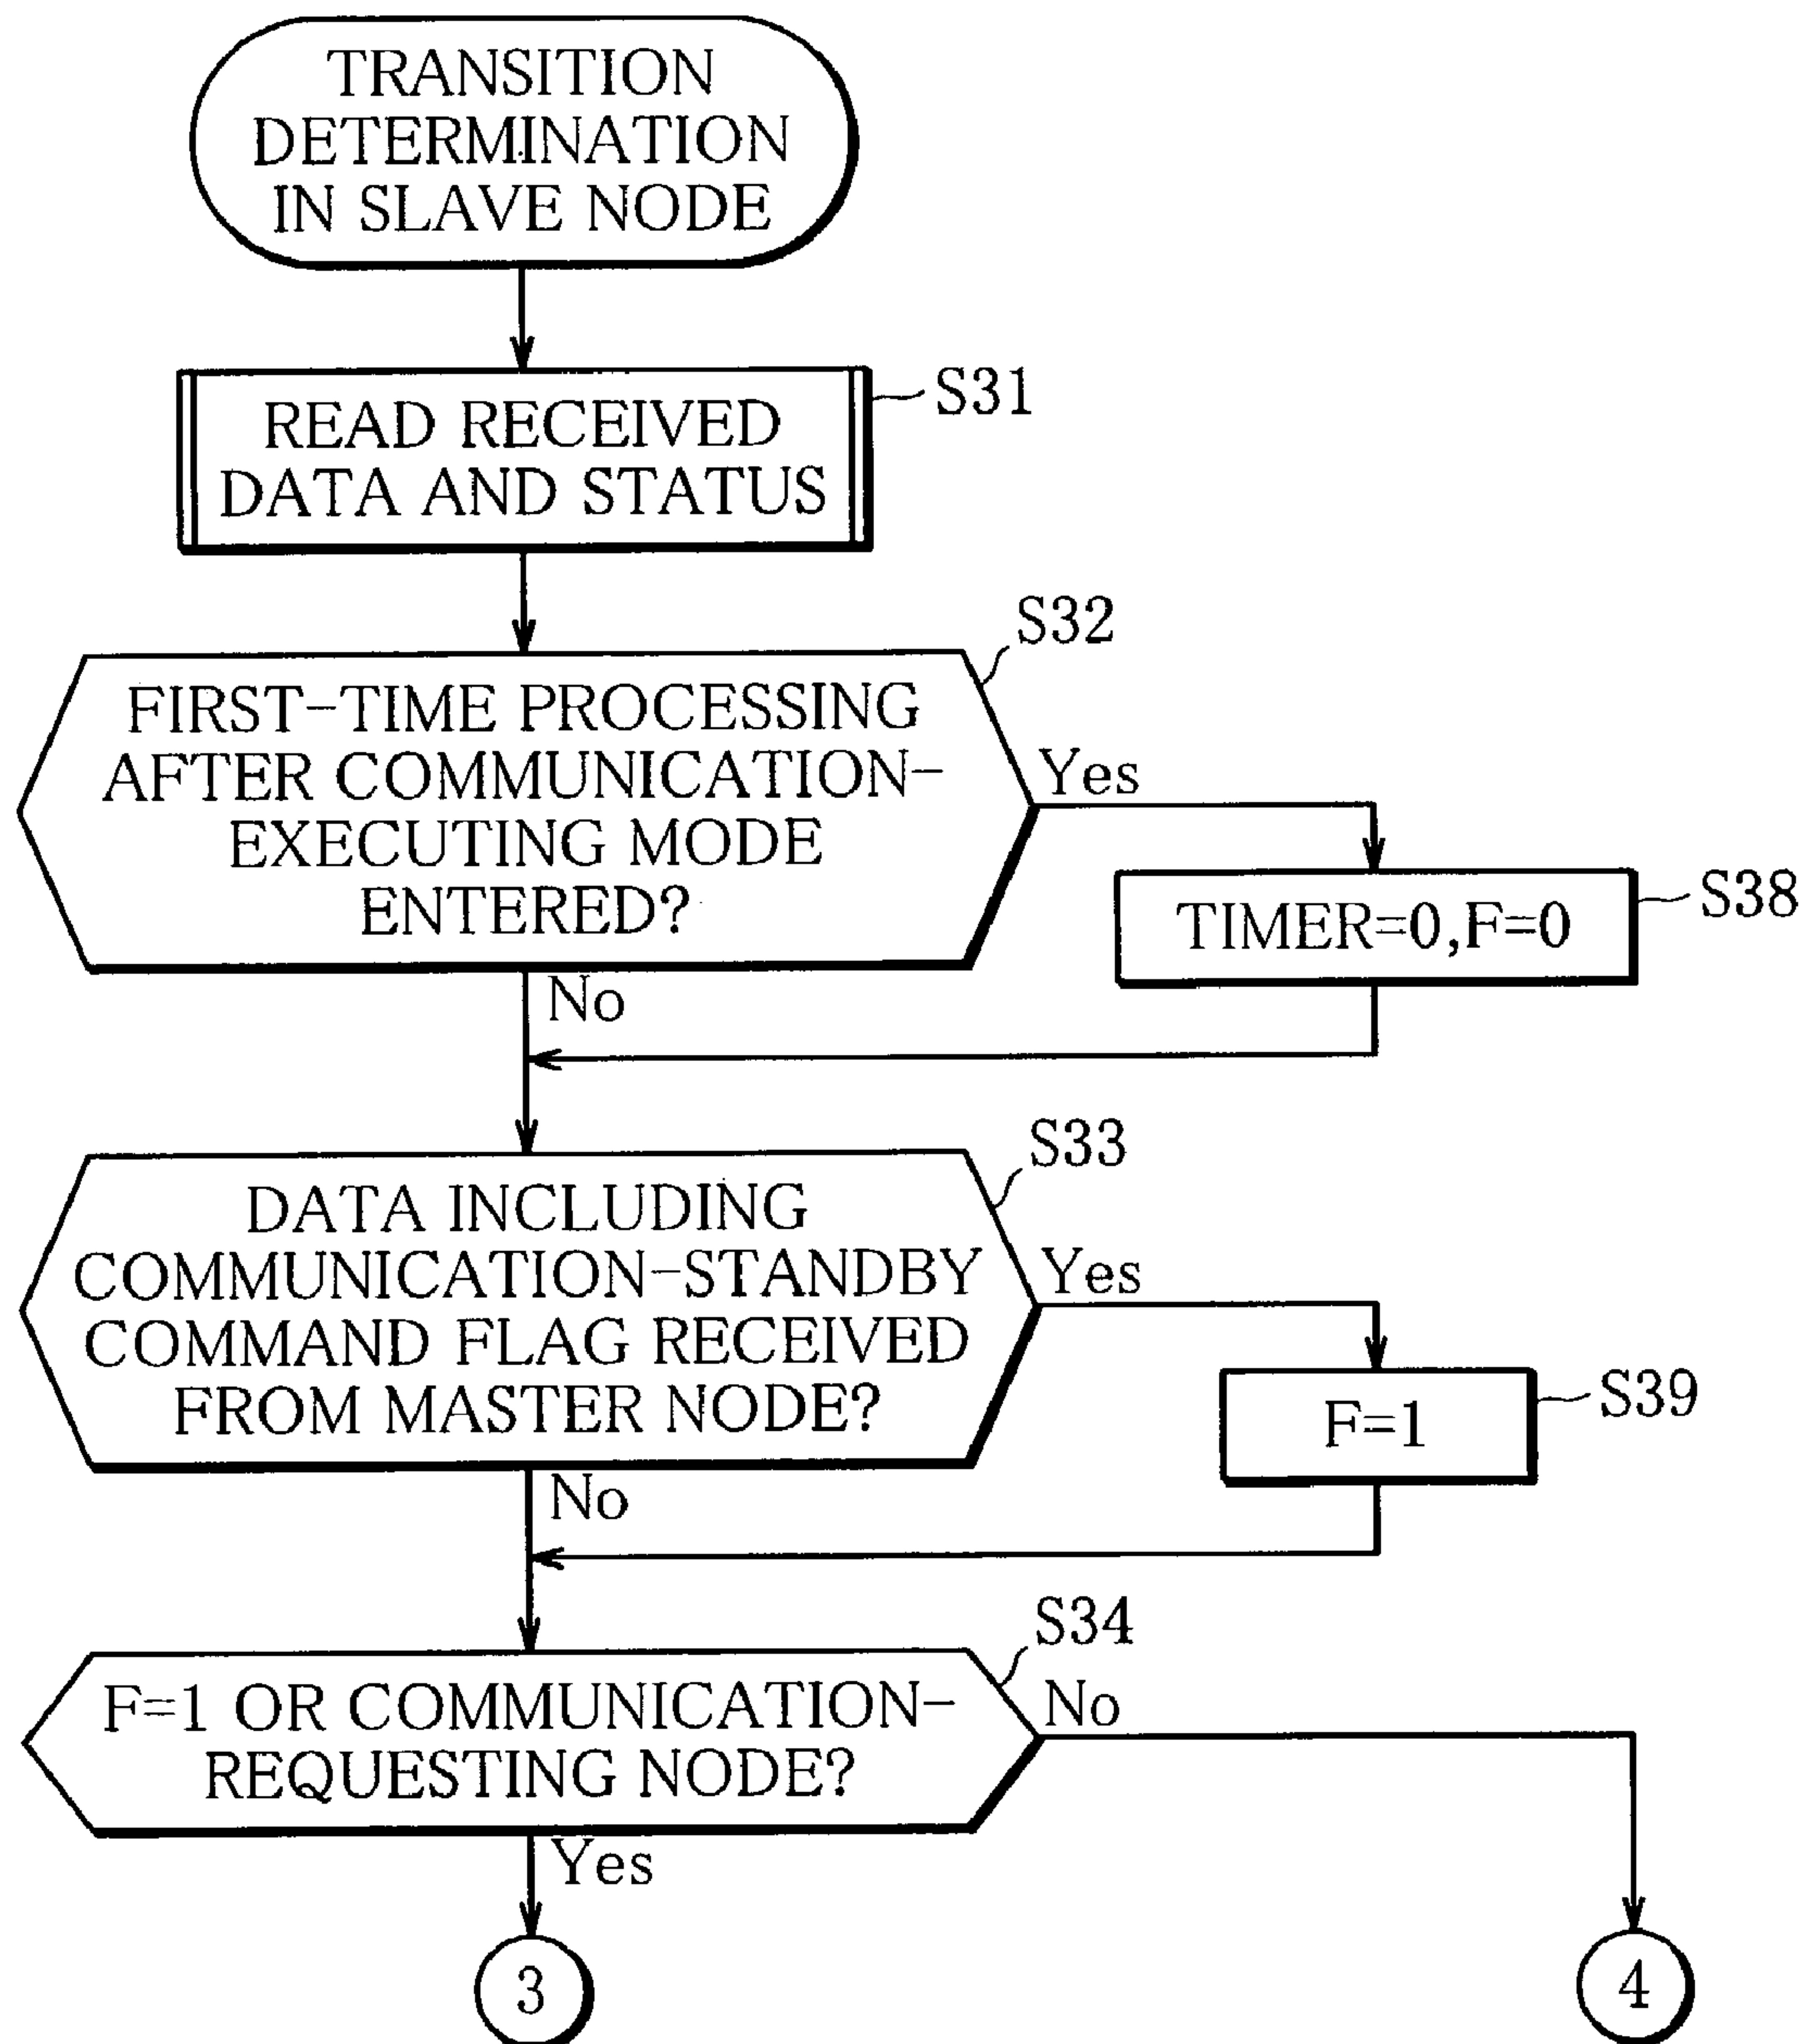 TRANSITION
DETERMINATION
IN SLAVE NODE
READ RECEIVED
DATA AND STATUS
S31
FIRST-TIME PROCESSING
AFTER COMMUNICATION-
EXECUTING MODE
ENTERED?
S32
Yes
TIMER=0,F=0
S38
No
DATA INCLUDING
COMMUNICATION-STANDBY
COMMAND FLAG RECEIVED
FROM MASTER NODE?
S33
Yes
F=1
S39
No
F=1 OR COMMUNICATION-
REQUESTING NODE?
S34
No
Yes
3
4